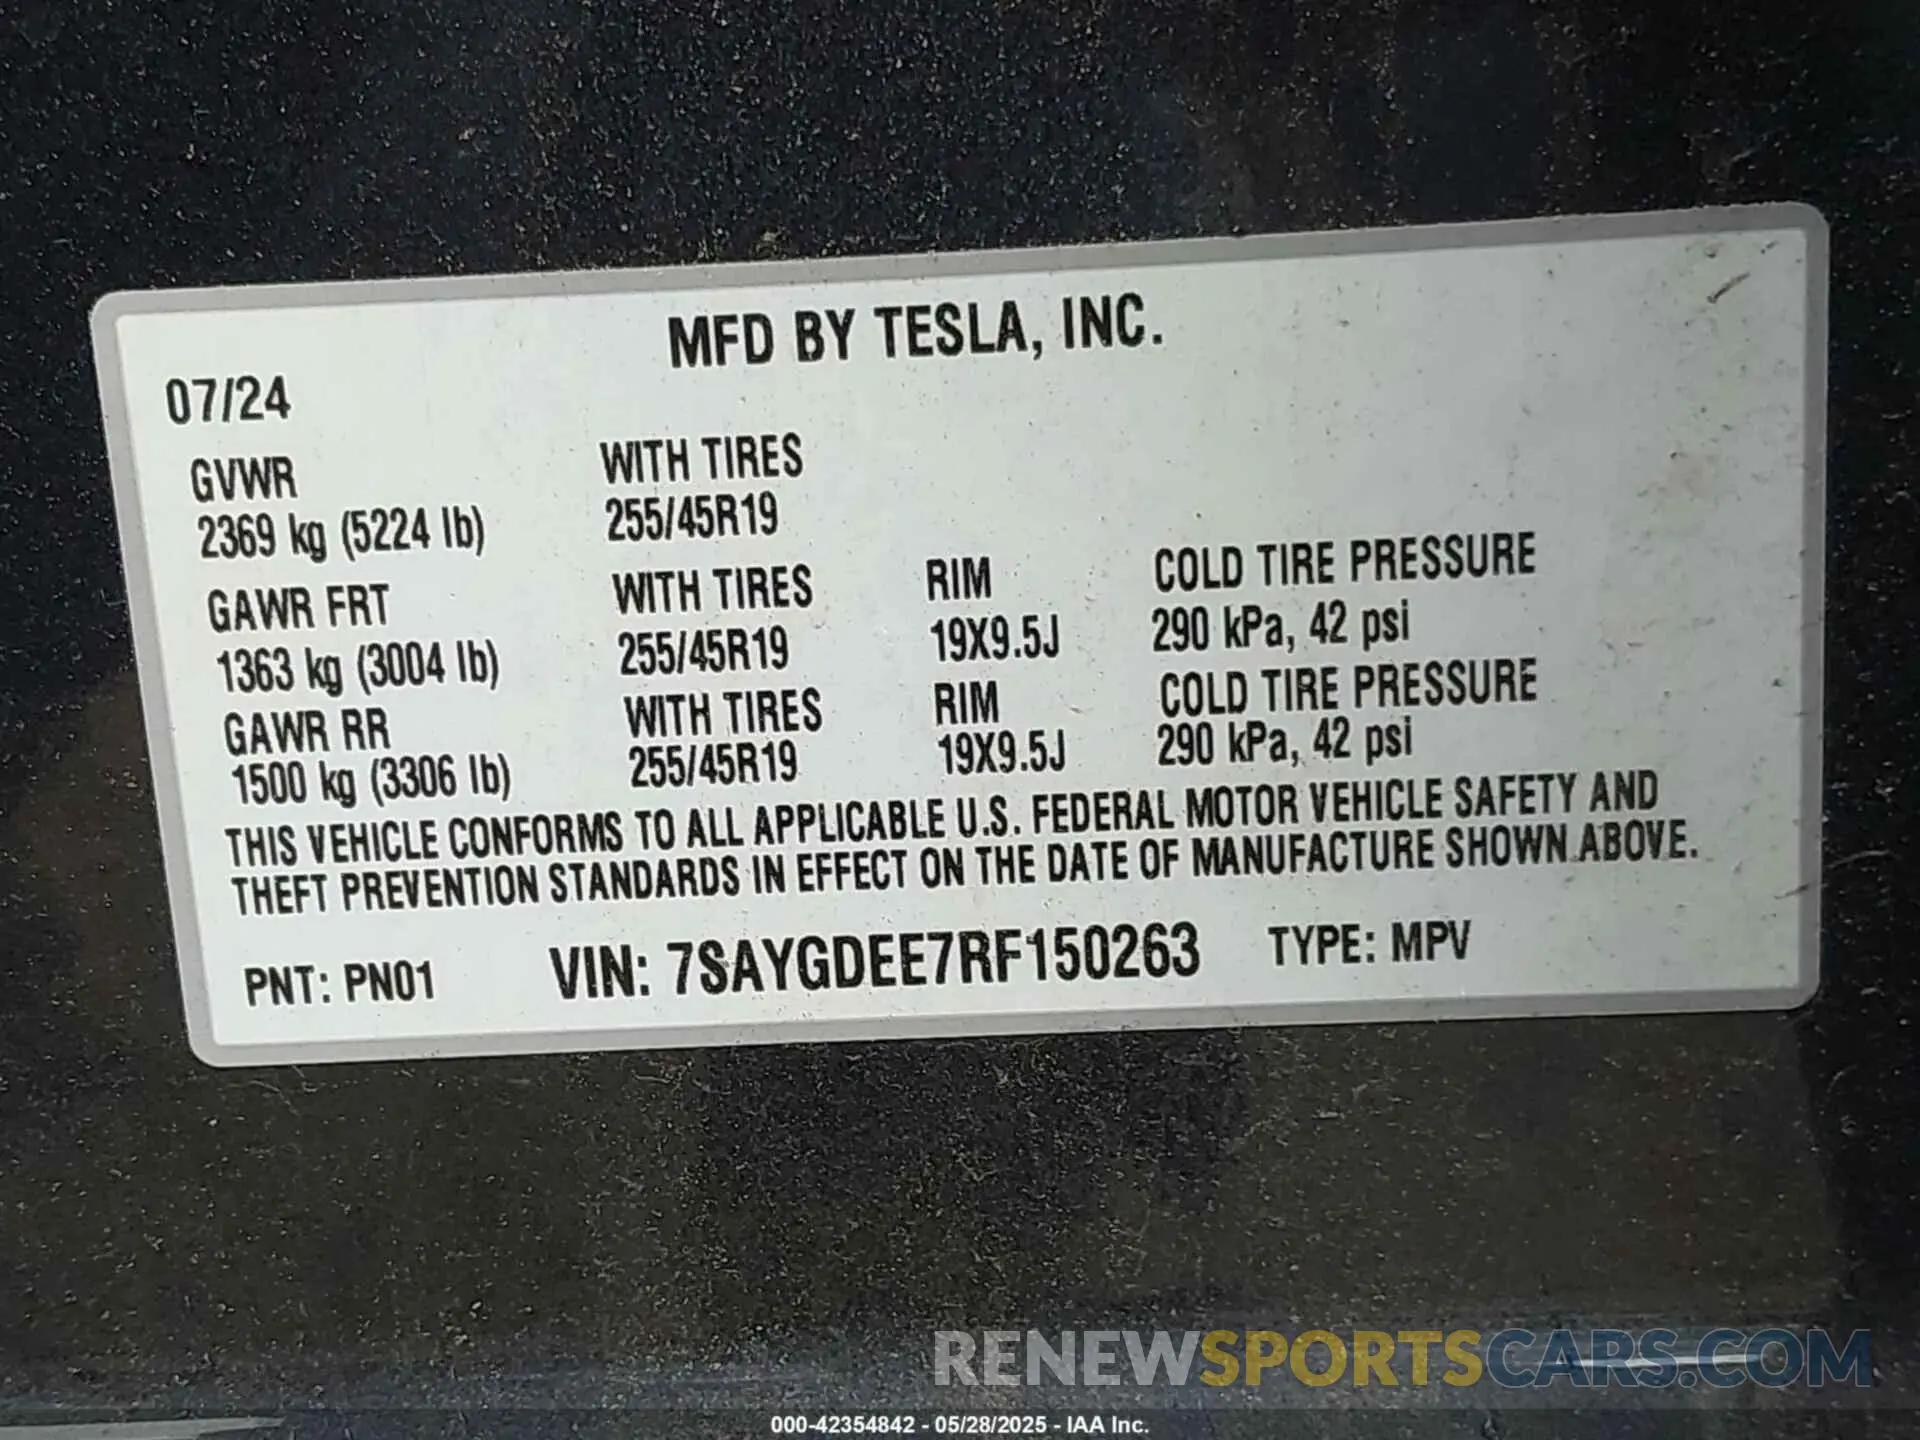 MFD BY TESLA, INC.
07/24
GVWR WITH TIRES
2369 kg (5224 lb) 255/45R19
GAWR FRT WITH TIRES RIM COLD TIRE PRESSURE
1363 kg (3004 lb) 255/45R19 19X9.5J 290 kPa, 42 psi
GAWR RR WITH TIRES RIM COLD TIRE PRESSURE
1500 kg (3306 lb) 255/45R19 19X9.5J 290 kPa, 42 psi
THIS VEHICLE CONFORMS TO ALL APPLICABLE U.S. FEDERAL MOTOR VEHICLE SAFETY AND
THEFT PREVENTION STANDARDS IN EFFECT ON THE DATE OF MANUFACTURE SHOWN ABOVE.
PNT: PN01 VIN: 7SAYGDEE7RF150263 TYPE: MPV
RENEWSPORTSCARS.COM
000-42354842 - 05/28/2025 - IAA Inc.